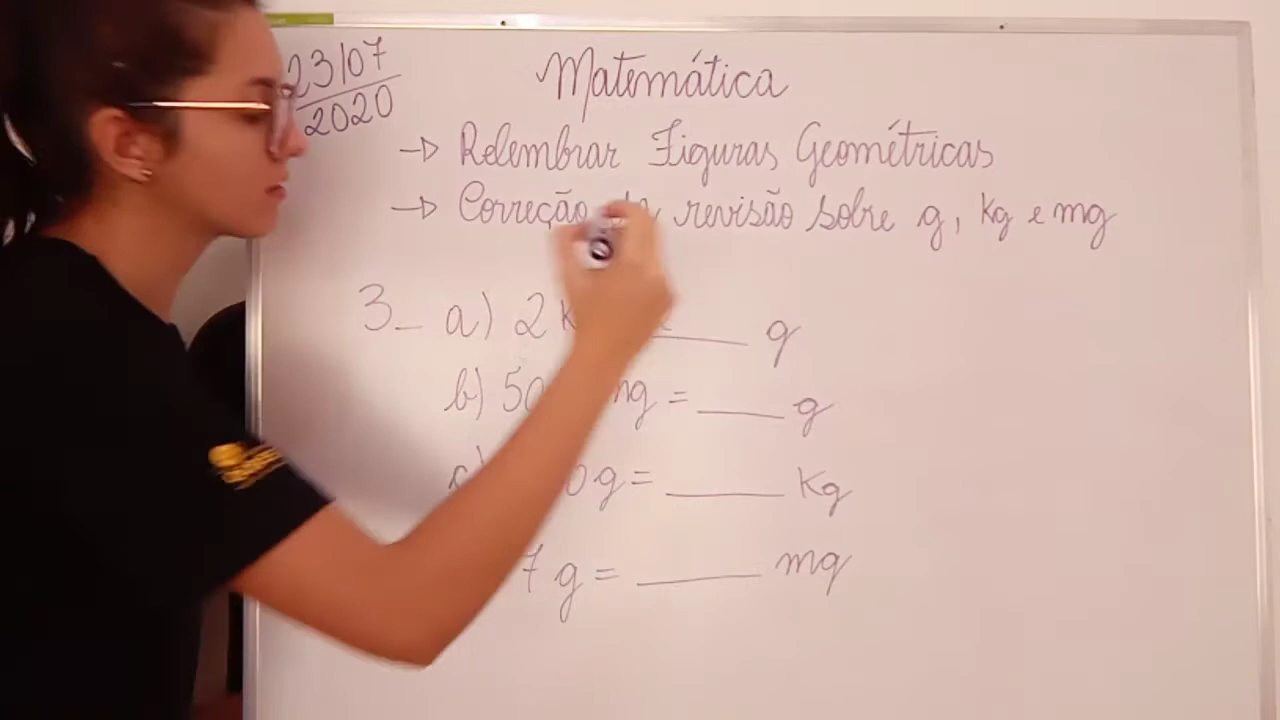 23/07
2020
Matemática
→ Relembrar Figuras Geométricas
→ Correção revisão sobre g, Kg e mg
3_ a) 2 g
b) mg = ____ g
g = ____ Kg
7 g = ____ mg